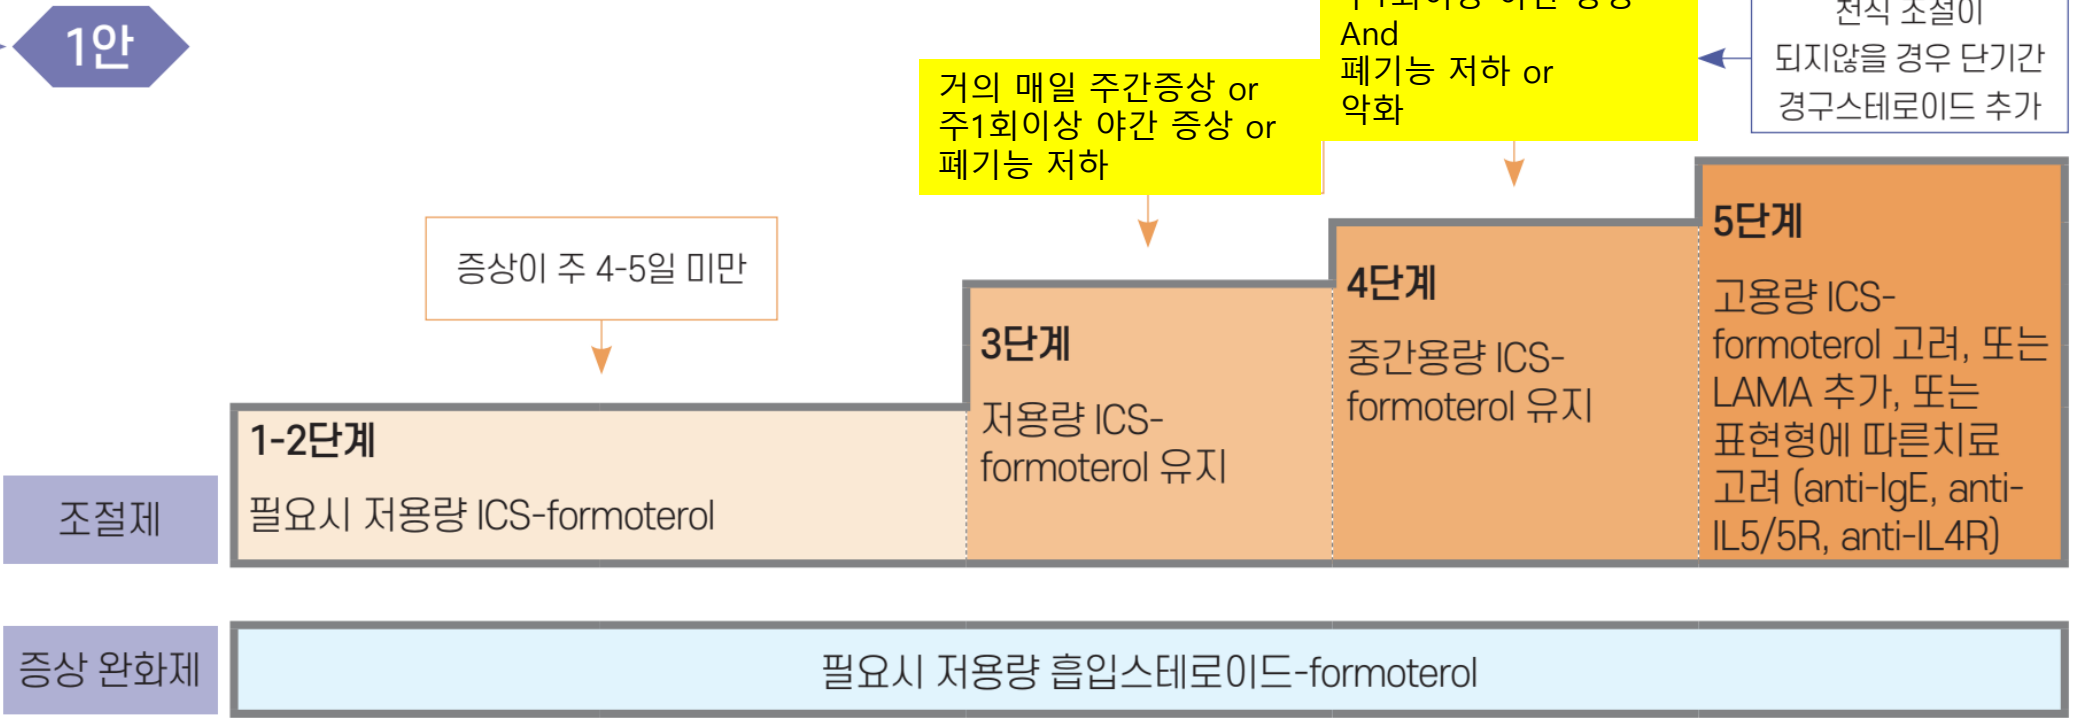 1안
And
폐기능 저하 or
악화
천식 조절이
되지않을 경우 단기간
경구스테로이드 추가
거의 매일 주간증상 or
주1회이상 야간 증상 or
폐기능 저하
증상이 주 4-5일 미만
1-2단계
필요시 저용량 ICS-formoterol
3단계
저용량 ICS-
formoterol 유지
4단계
중간용량 ICS-
formoterol 유지
5단계
고용량 ICS-
formoterol 고려, 또는
LAMA 추가, 또는
표현형에 따른치료
고려 (anti-IgE, anti-
IL5/5R, anti-IL4R)
조절제
증상 완화제
필요시 저용량 흡입스테로이드-formoterol